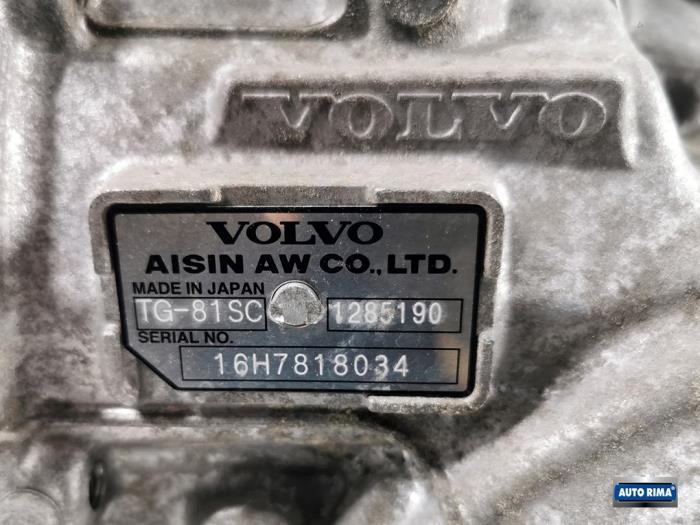 VOLVO
VOLVO
AISIN AW CO.,LTD.
MADE IN JAPAN
TG-81SC 1285190
SERIAL NO.
16H7818034
AUTO RIMA